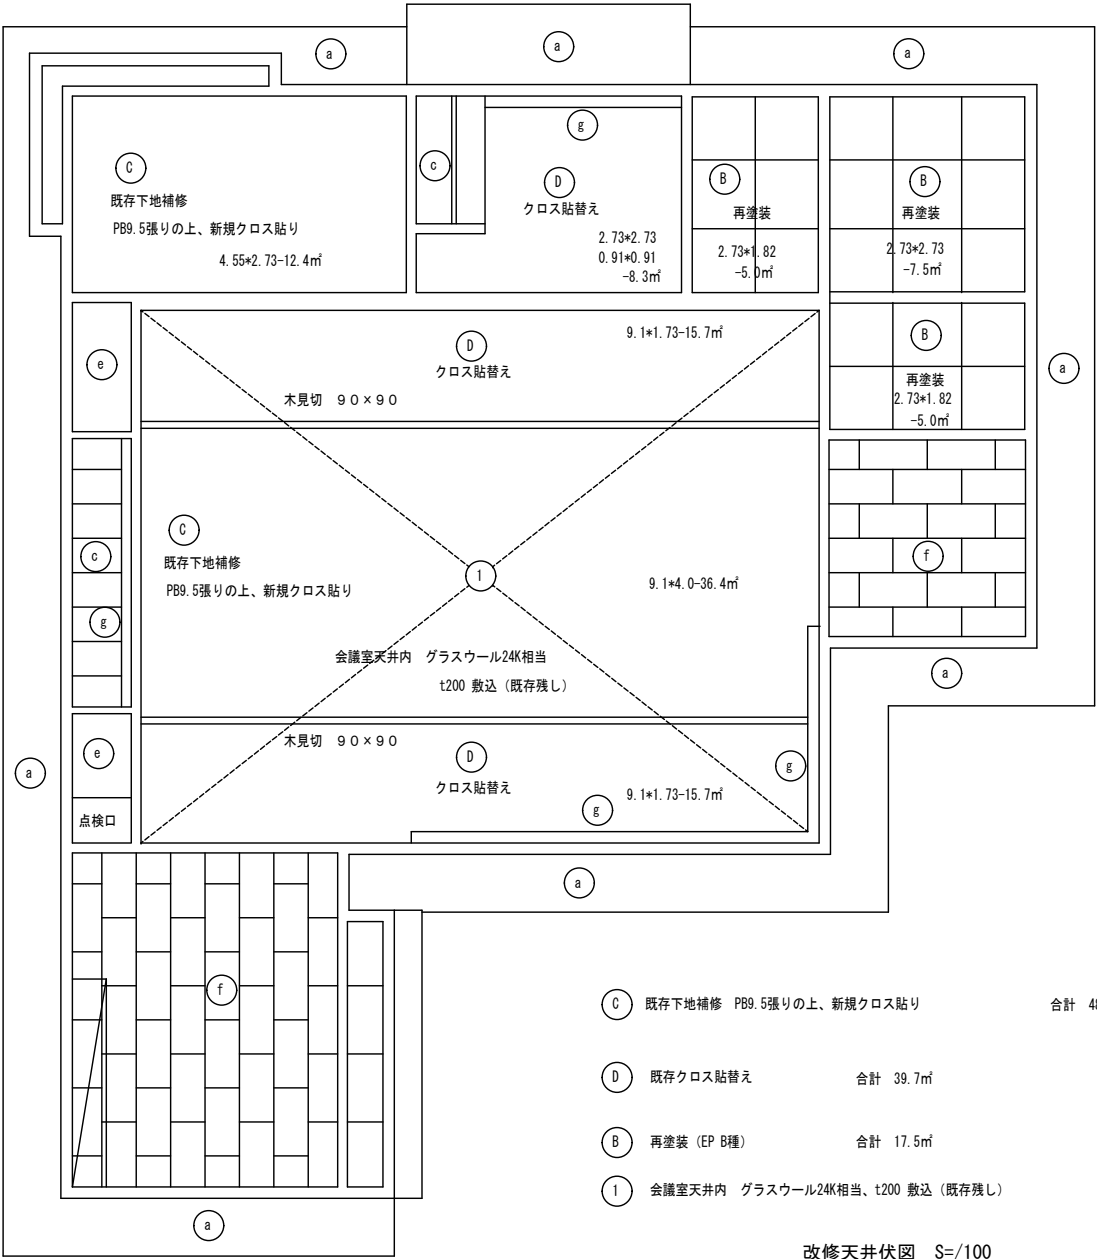 a
a
a
C
既存下地補修
PB9.5張りの上、新規クロス貼り
4.55*2.73-12.4㎡
c
g
D
クロス貼替え
2.73*2.73
0.91*0.91
-8.3㎡
B
再塗装
2.73*1.82
-5.0㎡
B
再塗装
2.73*2.73
-7.5㎡
e
D
クロス貼替え
9.1*1.73-15.7㎡
木見切 90×90
B
再塗装
2.73*1.82
-5.0㎡
a
c
g
C
既存下地補修
PB9.5張りの上、新規クロス貼り
1
9.1*4.0-36.4㎡
会議室天井内 グラスウール24K相当
t200 敷込(既存残し)
f
a
e
点検口
a
木見切 90×90
D
クロス貼替え
9.1*1.73-15.7㎡
g
g
a
f
a
C 既存下地補修 PB9.5張りの上、新規クロス貼り 合計
D 既存クロス貼替え 合計 39.7㎡
B 再塗装(EP B種) 合計 17.5㎡
1 会議室天井内 グラスウール24K相当、t200 敷込(既存残し)
改修天井伏図 S=/100